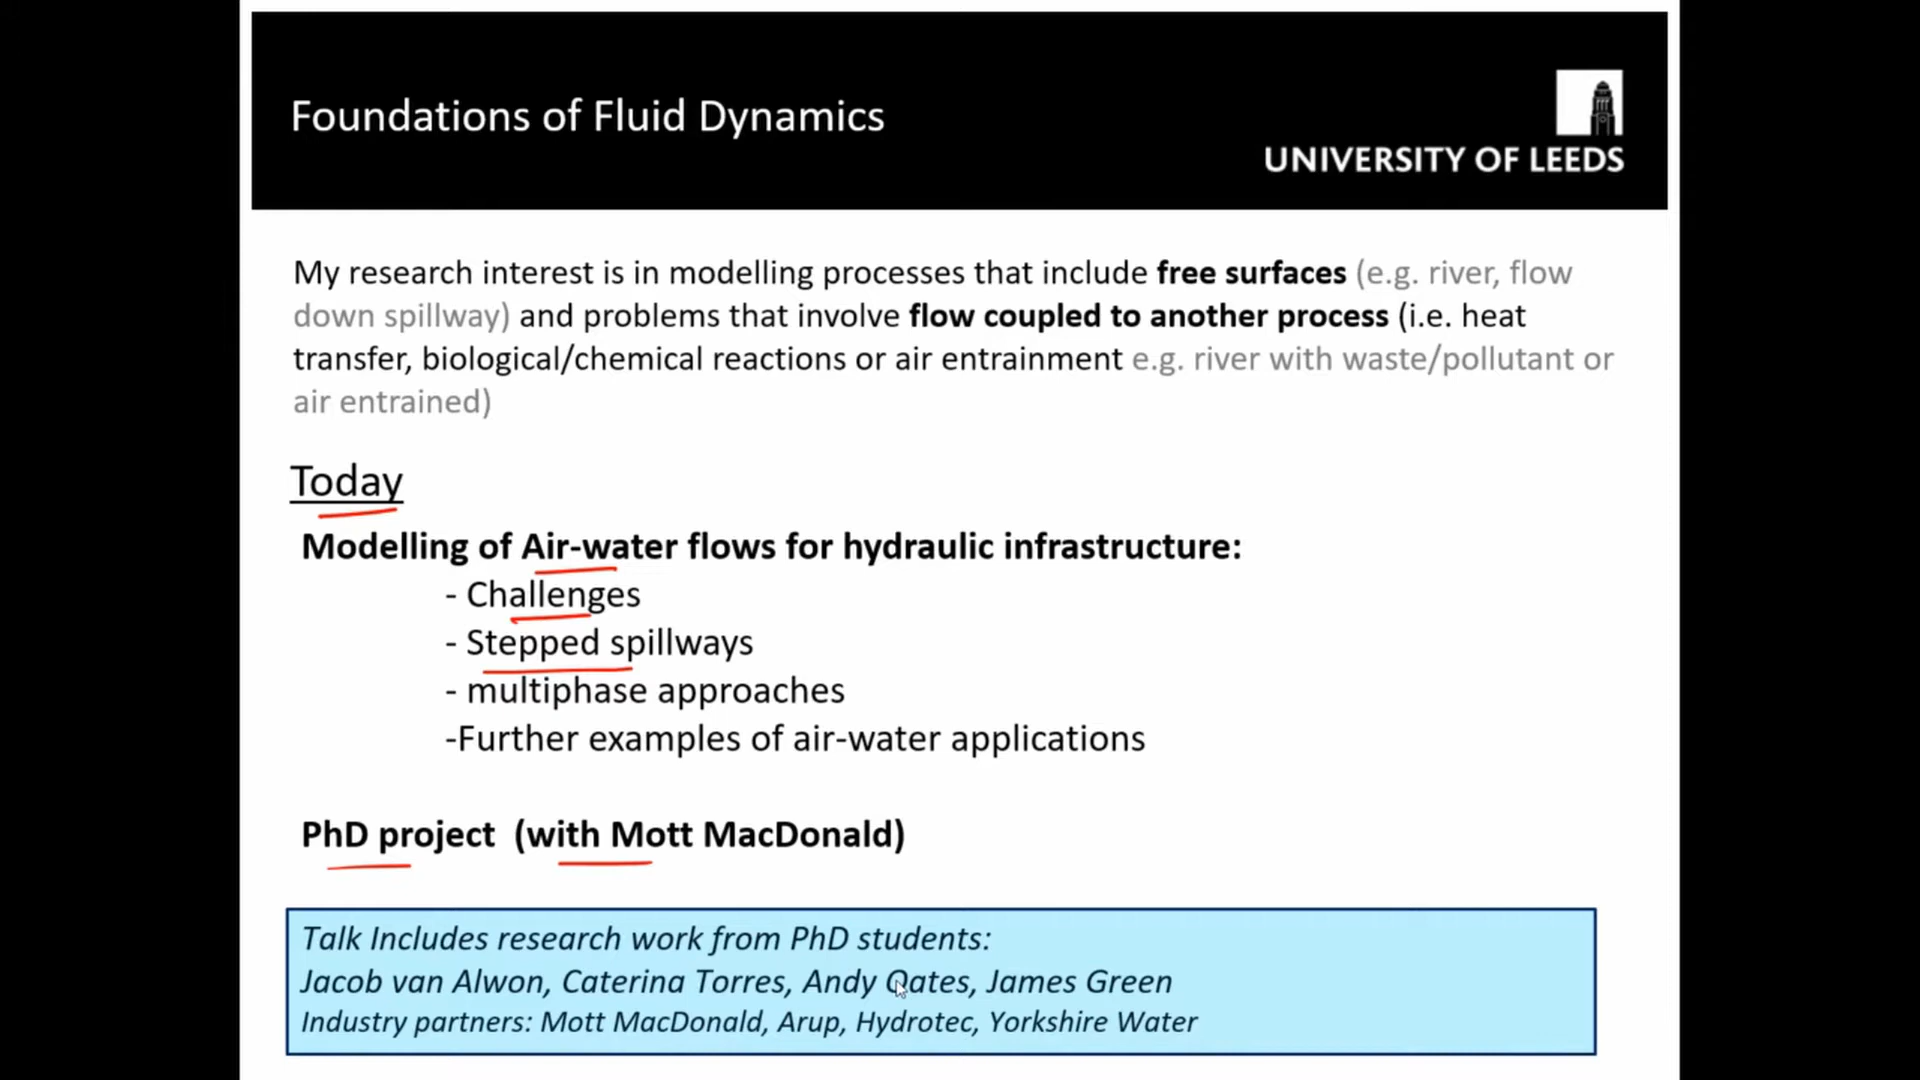 Foundations of Fluid Dynamics
UNIVERSITY OF LEEDS
My research interest is in modelling processes that include free surfaces (e.g. river, flow
down spillway) and problems that involve flow coupled to another process (i.e. heat
transfer, biological/chemical reactions or air entrainment e.g. river with waste/pollutant or
air entrained)
Today
Modelling of Air-water flows for hydraulic infrastructure:
- Challenges
- Stepped spillways
- multiphase approaches
-Further examples of air-water applications
PhD project (with Mott MacDonald)
Talk Includes research work from PhD students:
Jacob van Alwon, Caterina Torres, Andy Oates, James Green
Industry partners: Mott MacDonald, Arup, Hydrotec, Yorkshire Water